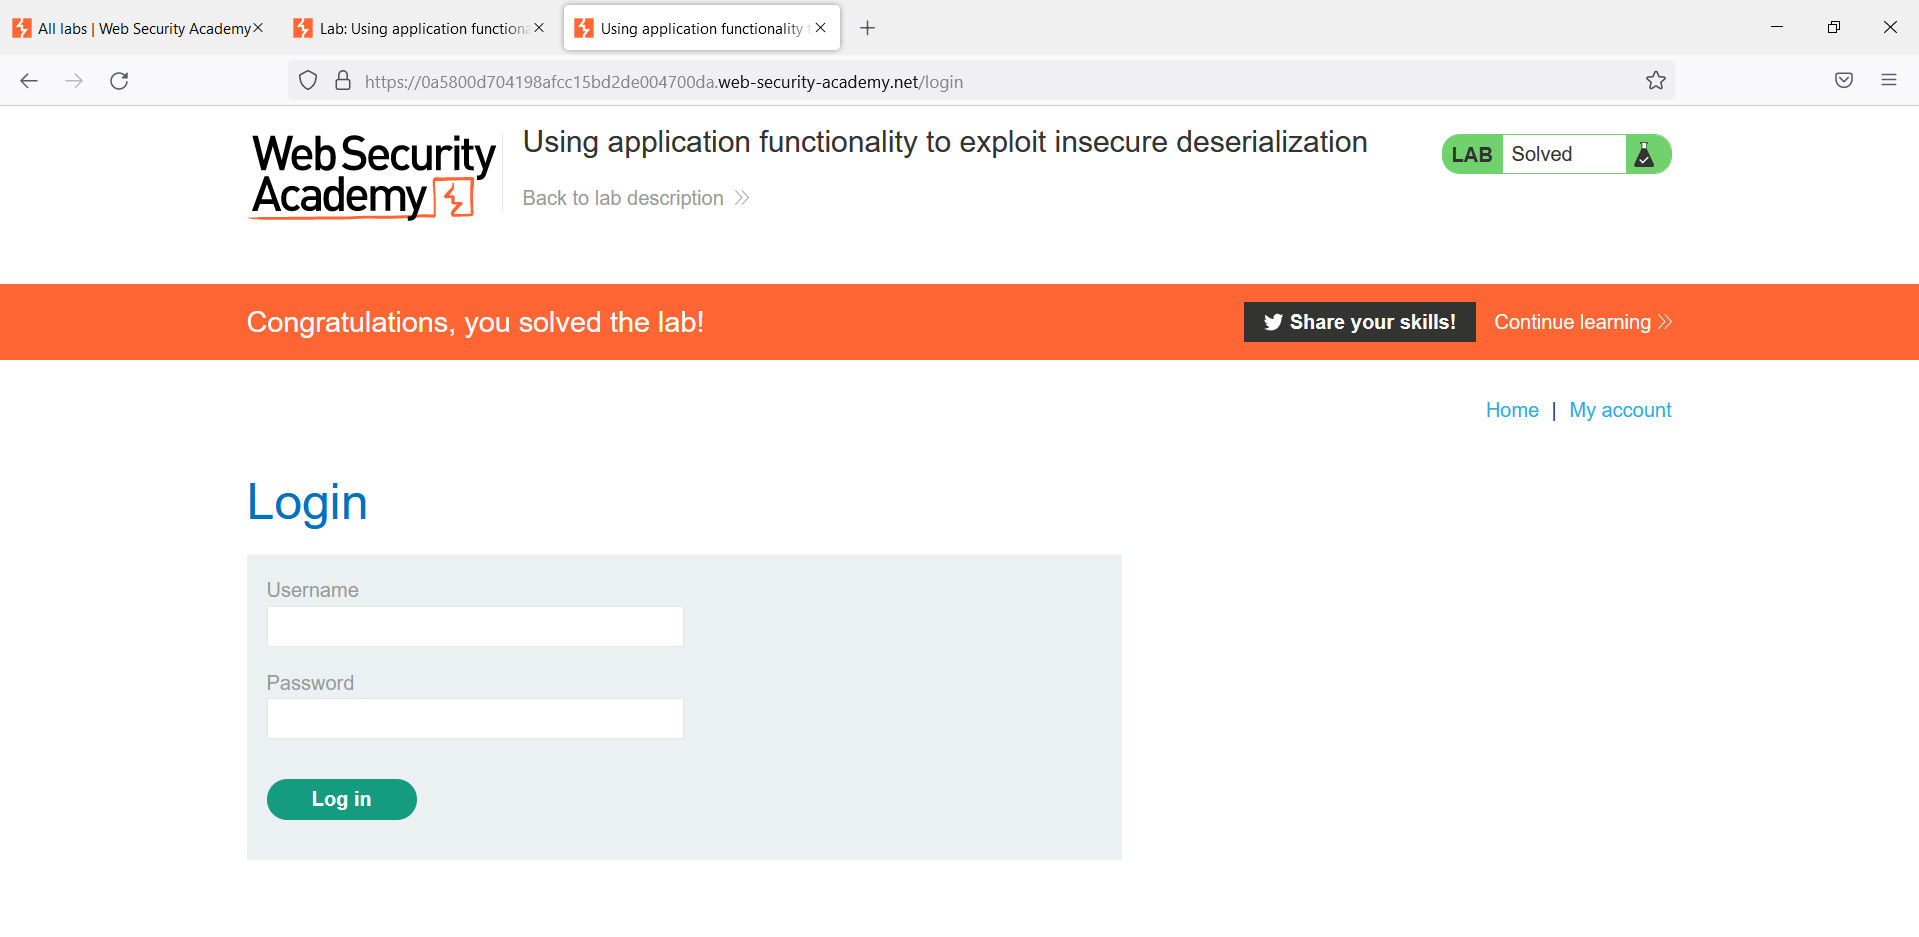 All labs | Web Security Academy
Lab: Using application functiona
Using application functionality
https://0a5800d704198afcc15bd2de004700da.web-security-academy.net/login
Web Security
Academy
Using application functionality to exploit insecure deserialization
Back to lab description
LAB Solved
Congratulations, you solved the lab!
Share your skills!
Continue learning
Home | My account
Login
Username
Password
Log in